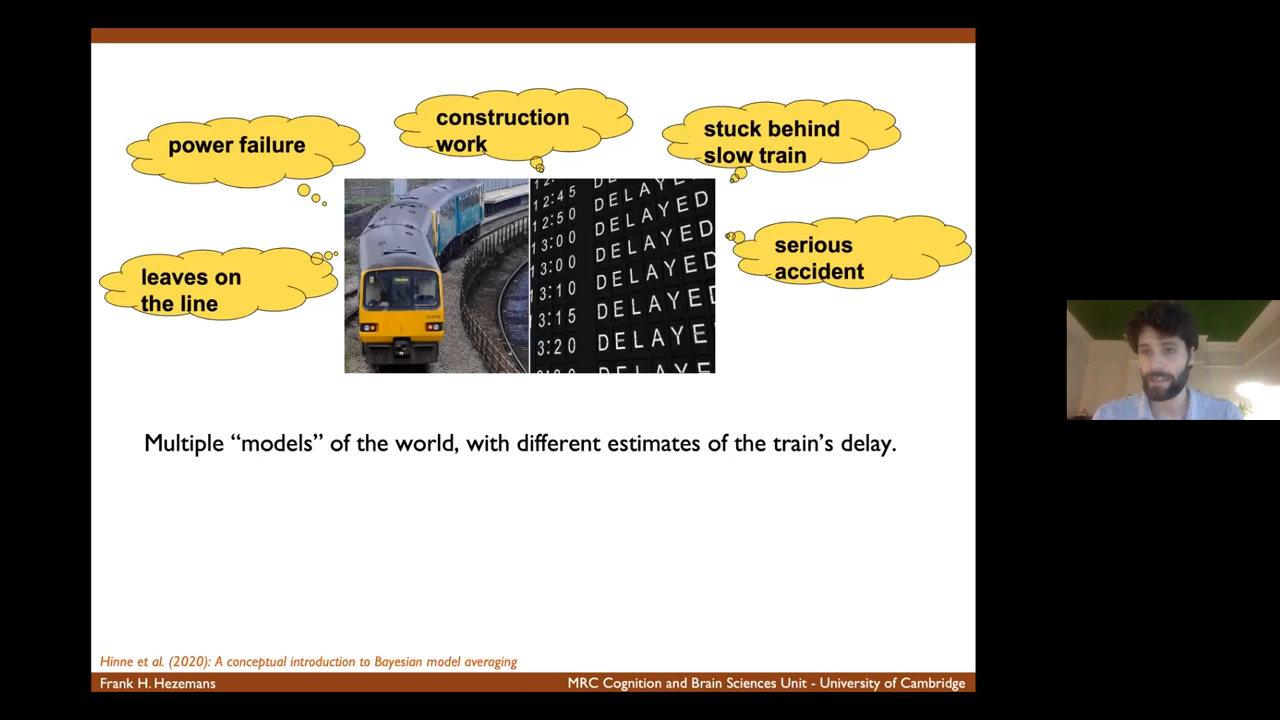 power failure
construction
work
stuck behind
slow train
leaves on
the line
serious
accident
12:45 DELAYED
12:50 DELAYED
13:00 DELAYED
13:00 DELAYED
13:10 DELAYED
13:15 DELAYED
3:20 DELAYE
Multiple “models” of the world, with different estimates of the train’s delay.
Hinne et al. (2020): A conceptual introduction to Bayesian model averaging
Frank H. Hezemans
MRC Cognition and Brain Sciences Unit - University of Cambridge